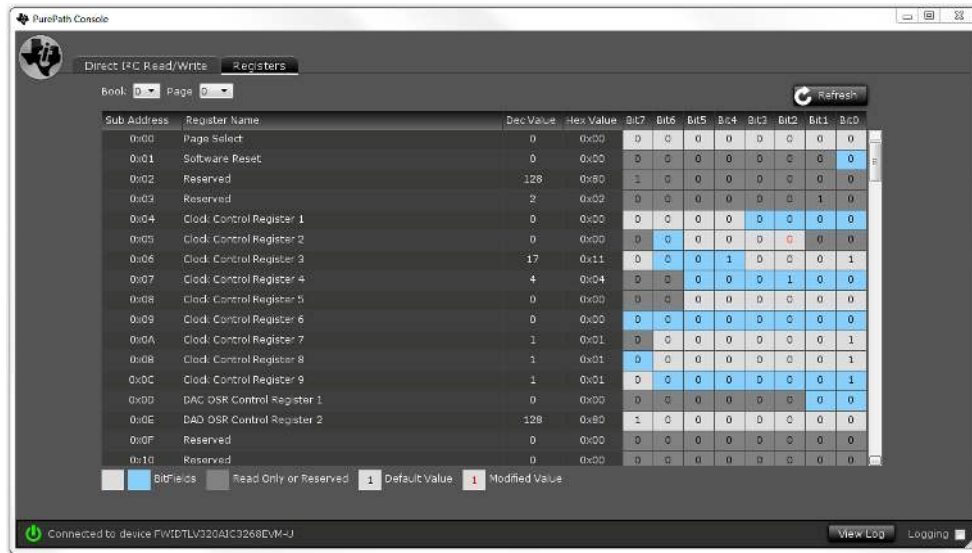 PurePath Console
Direct I²C Read/Write Registers
Book 0 Page 0 Refresh
Sub Address Register Name Dec Value Hex Value Bit7 Bit6 Bit5 Bit4 Bit3 Bit2 Bit1 Bit0
0x00 Page Select 0 0x00 0 0 0 0 0 0 0 0
0x01 Software Reset 0 0x00 0 0 0 0 0 0 0 0
0x02 Reserved 128 0x80 1 0 0 0 0 0 0 0
0x03 Reserved 2 0x02 0 0 0 0 0 0 1 0
0x04 Clock Control Register 1 0 0x00 0 0 0 0 0 0 0 0
0x05 Clock Control Register 2 0 0x00 0 0 0 0 0 0 0 0
0x06 Clock Control Register 3 17 0x11 0 0 0 1 0 0 0 1
0x07 Clock Control Register 4 4 0x04 0 0 0 0 0 1 0 0
0x08 Clock Control Register 5 0 0x00 0 0 0 0 0 0 0 0
0x09 Clock Control Register 6 0 0x00 0 0 0 0 0 0 0 0
0x0A Clock Control Register 7 1 0x01 0 0 0 0 0 0 0 1
0x0B Clock Control Register 8 1 0x01 0 0 0 0 0 0 0 1
0x0C Clock Control Register 9 1 0x01 0 0 0 0 0 0 0 1
0x0D DAC OSR Control Register 1 0 0x00 0 0 0 0 0 0 0 0
0x0E DAD OSR Control Register 2 128 0x80 1 0 0 0 0 0 0 0
0x0F Reserved 0 0x00 0 0 0 0 0 0 0 0
0x10 Reserved 0 0x00 0 0 0 0 0 0 0 0
BitFields Read Only or Reserved 1 Default Value 1 Modified Value
Connected to device FWIDTLV320AIC3268EVM-U View Log Logging